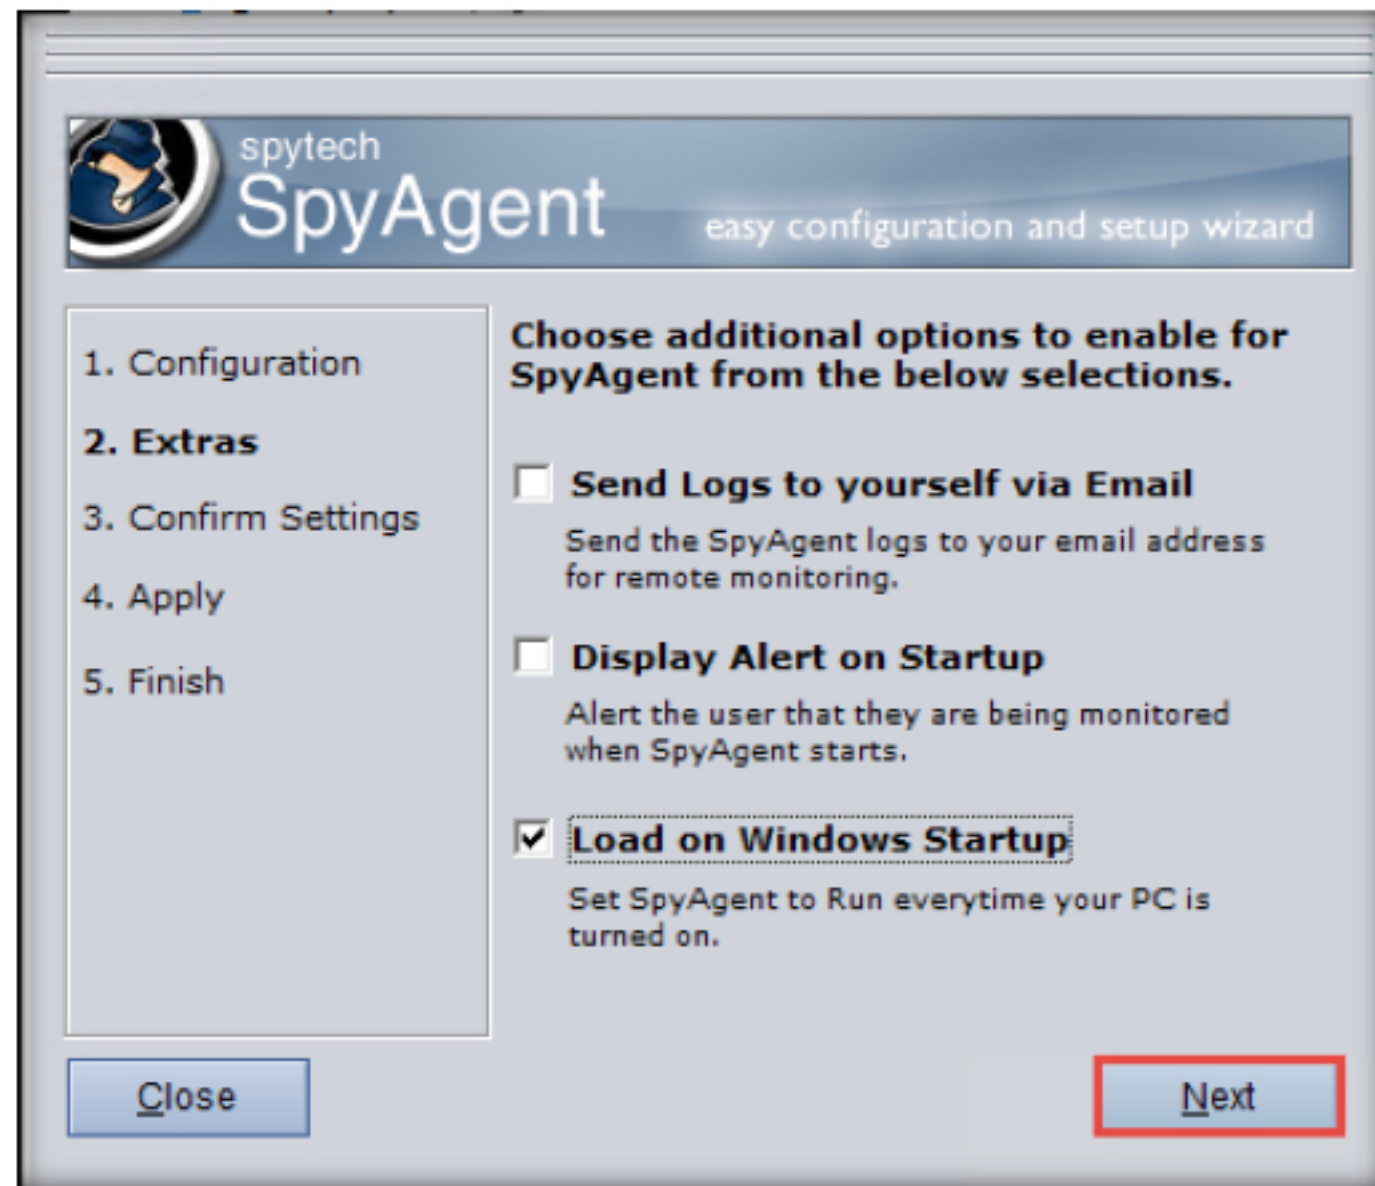 spytech
SpyAgent
easy configuration and setup wizard
1. Configuration
2. Extras
3. Confirm Settings
4. Apply
5. Finish
Choose additional options to enable for
SpyAgent from the below selections.
Send Logs to yourself via Email
Send the SpyAgent logs to your email address
for remote monitoring.
Display Alert on Startup
Alert the user that they are being monitored
when SpyAgent starts.
Load on Windows Startup
Set SpyAgent to Run everytime your PC is
turned on.
Close
Next